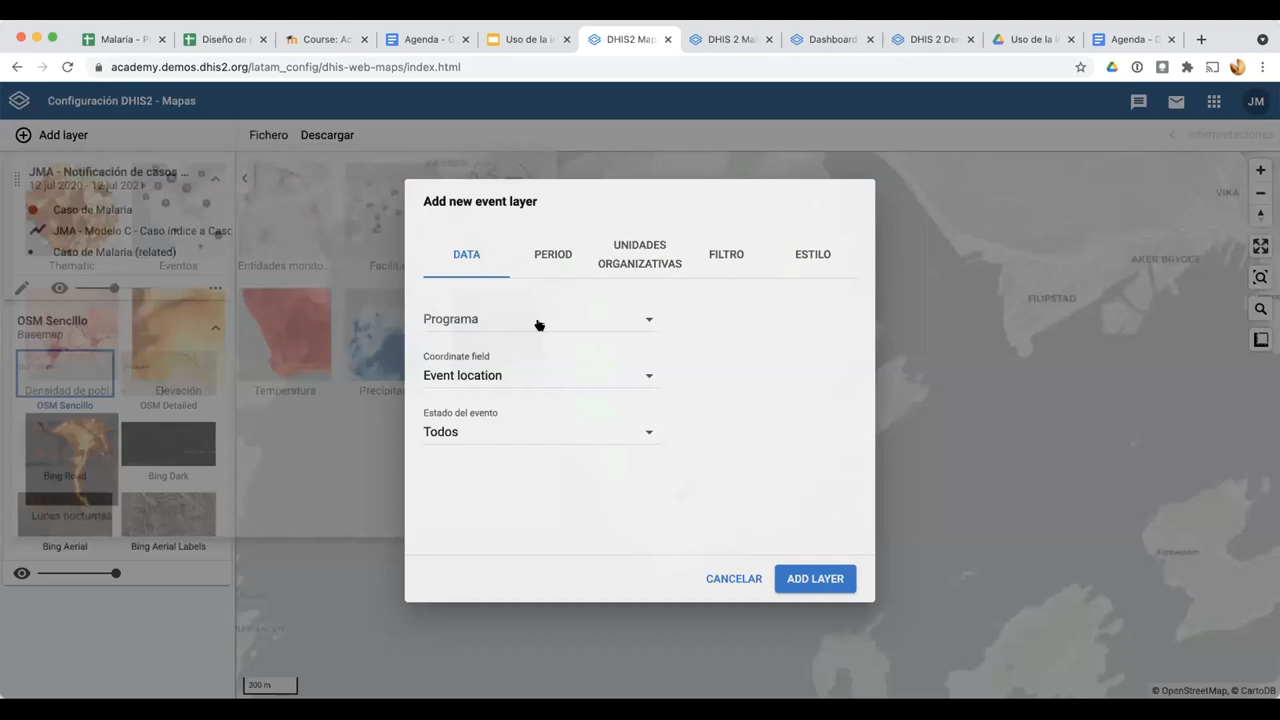 Malaria - P
Diseño de
Course: Ac
Agenda - G
Uso de la i
DHIS2 Map
DHIS 2 Mai
Dashboard
DHIS 2 Der
Uso de la i
Agenda - D
academy.demos.dhis2.org/latam_config/dhis-web-maps/index.html
Configuración DHIS2 - Mapas
JM
Add layer
Fichero
Descargar
Interpretaciones
JMA - Notificación de casos ...
12 jul 2020 - 12 jul 2021
Caso de Malaria
JMA - Modelo C - Caso índice a Caso
Caso de Malaria (related)
Thematic
Eventos
Entidades monito...
Faciliti
OSM Sencillo
Basemap
Densidad de pobl
Elevación
Temperatura
Precipita
OSM Sencillo
OSM Detailed
Bing Road
Bing Dark
Luces nocturnas
Bing Aerial
Bing Aerial Labels
Add new event layer
DATA
PERIOD
UNIDADES
ORGANIZATIVAS
FILTRO
ESTILO
Programa
Coordinate field
Event location
Estado del evento
Todos
CANCELAR
ADD LAYER
VIKA
AKER BRYGGE
FILIPSTAD
300 m
© OpenStreetMap, © CartoDB